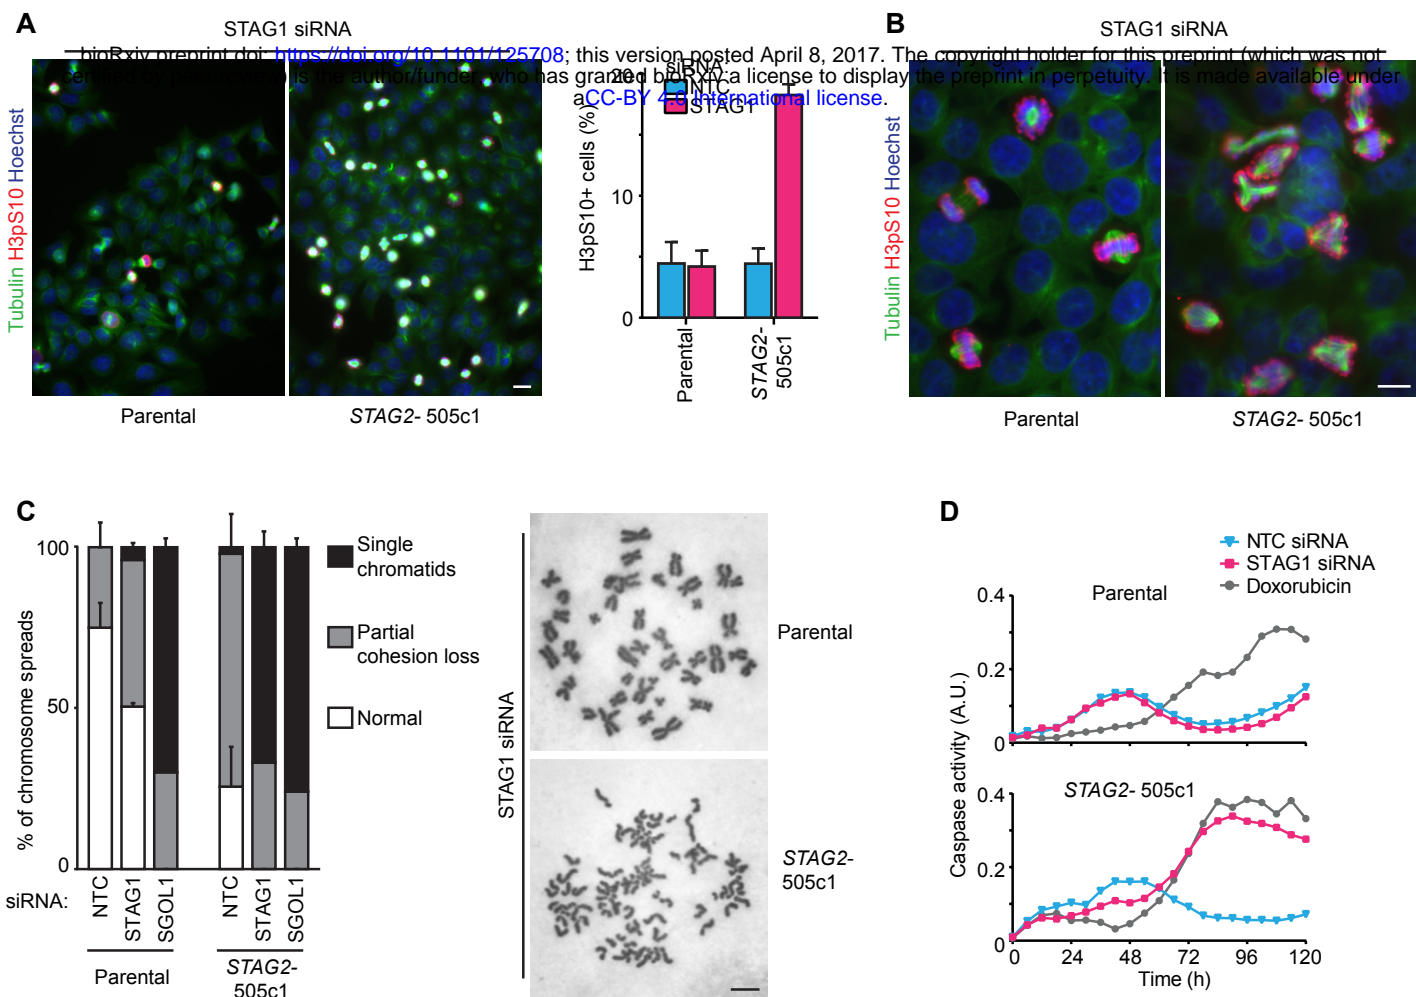 A
STAG1 siRNA
B
STAG1 siRNA
bioRxiv preprint doi: https://doi.org/10.1101/125708; this version posted April 8, 2017. The copyright holder for this preprint (which was not
certified by peer review) is the author/funder, who has granted bioRxiv a license to display the preprint in perpetuity. It is made available under
aCC-BY 4.0 International license.
Tubulin H3pS10 Hoechst
Parental
STAG2- 505c1
siRNA
NTC
STAG1
H3pS10+ cells (%)
20
10
0
Parental
STAG2-
505c1
Tubulin H3pS10 Hoechst
Parental
STAG2- 505c1
C
% of chromosome spreads
100
50
0
Single
chromatids
Partial
cohesion loss
Normal
siRNA:
NTC
STAG1
SGOL1
NTC
STAG1
SGOL1
Parental
STAG2-
505c1
STAG1 siRNA
Parental
STAG2-
505c1
D
NTC siRNA
STAG1 siRNA
Doxorubicin
Caspase activity (A.U.)
Parental
0.4
0.2
0
STAG2- 505c1
0.4
0.2
0
0 24 48 72 96 120
Time (h)